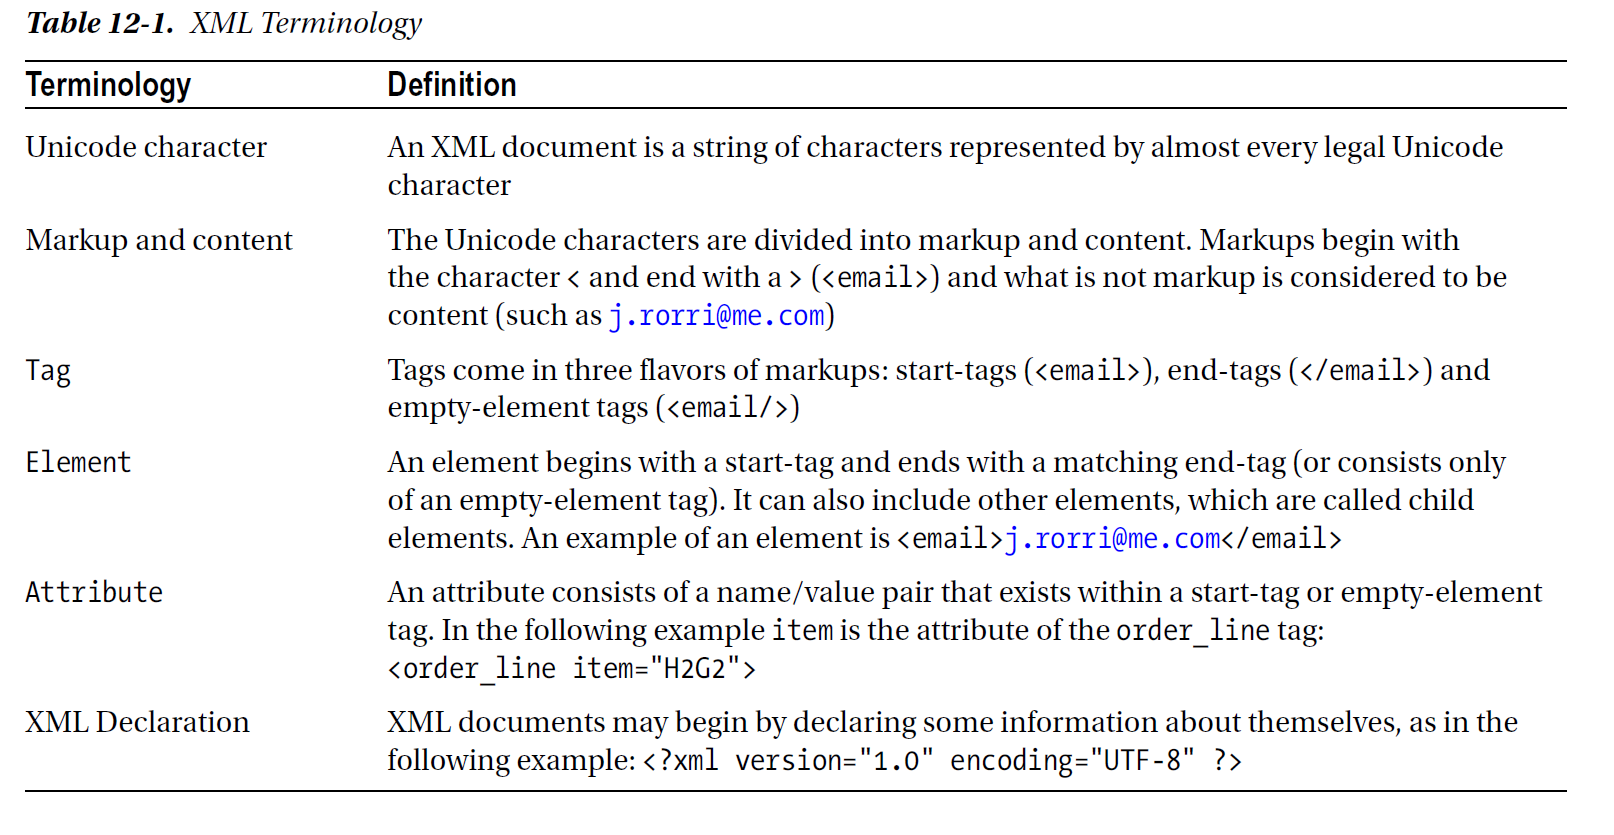 Table 12-1. XML Terminology
Terminology Definition
Unicode character An XML document is a string of characters represented by almost every legal Unicode
character
Markup and content The Unicode characters are divided into markup and content. Markups begin with
the character < and end with a > (<email>) and what is not markup is considered to be
content (such as j.rorri@me.com)
Tag Tags come in three flavors of markups: start-tags (<email>), end-tags (</email>) and
empty-element tags (<email/>)
Element An element begins with a start-tag and ends with a matching end-tag (or consists only
of an empty-element tag). It can also include other elements, which are called child
elements. An example of an element is <email>j.rorri@me.com</email>
Attribute An attribute consists of a name/value pair that exists within a start-tag or empty-element
tag. In the following example item is the attribute of the order_line tag:
<order_line item="H2G2">
XML Declaration XML documents may begin by declaring some information about themselves, as in the
following example: <?xml version="1.0" encoding="UTF-8" ?>